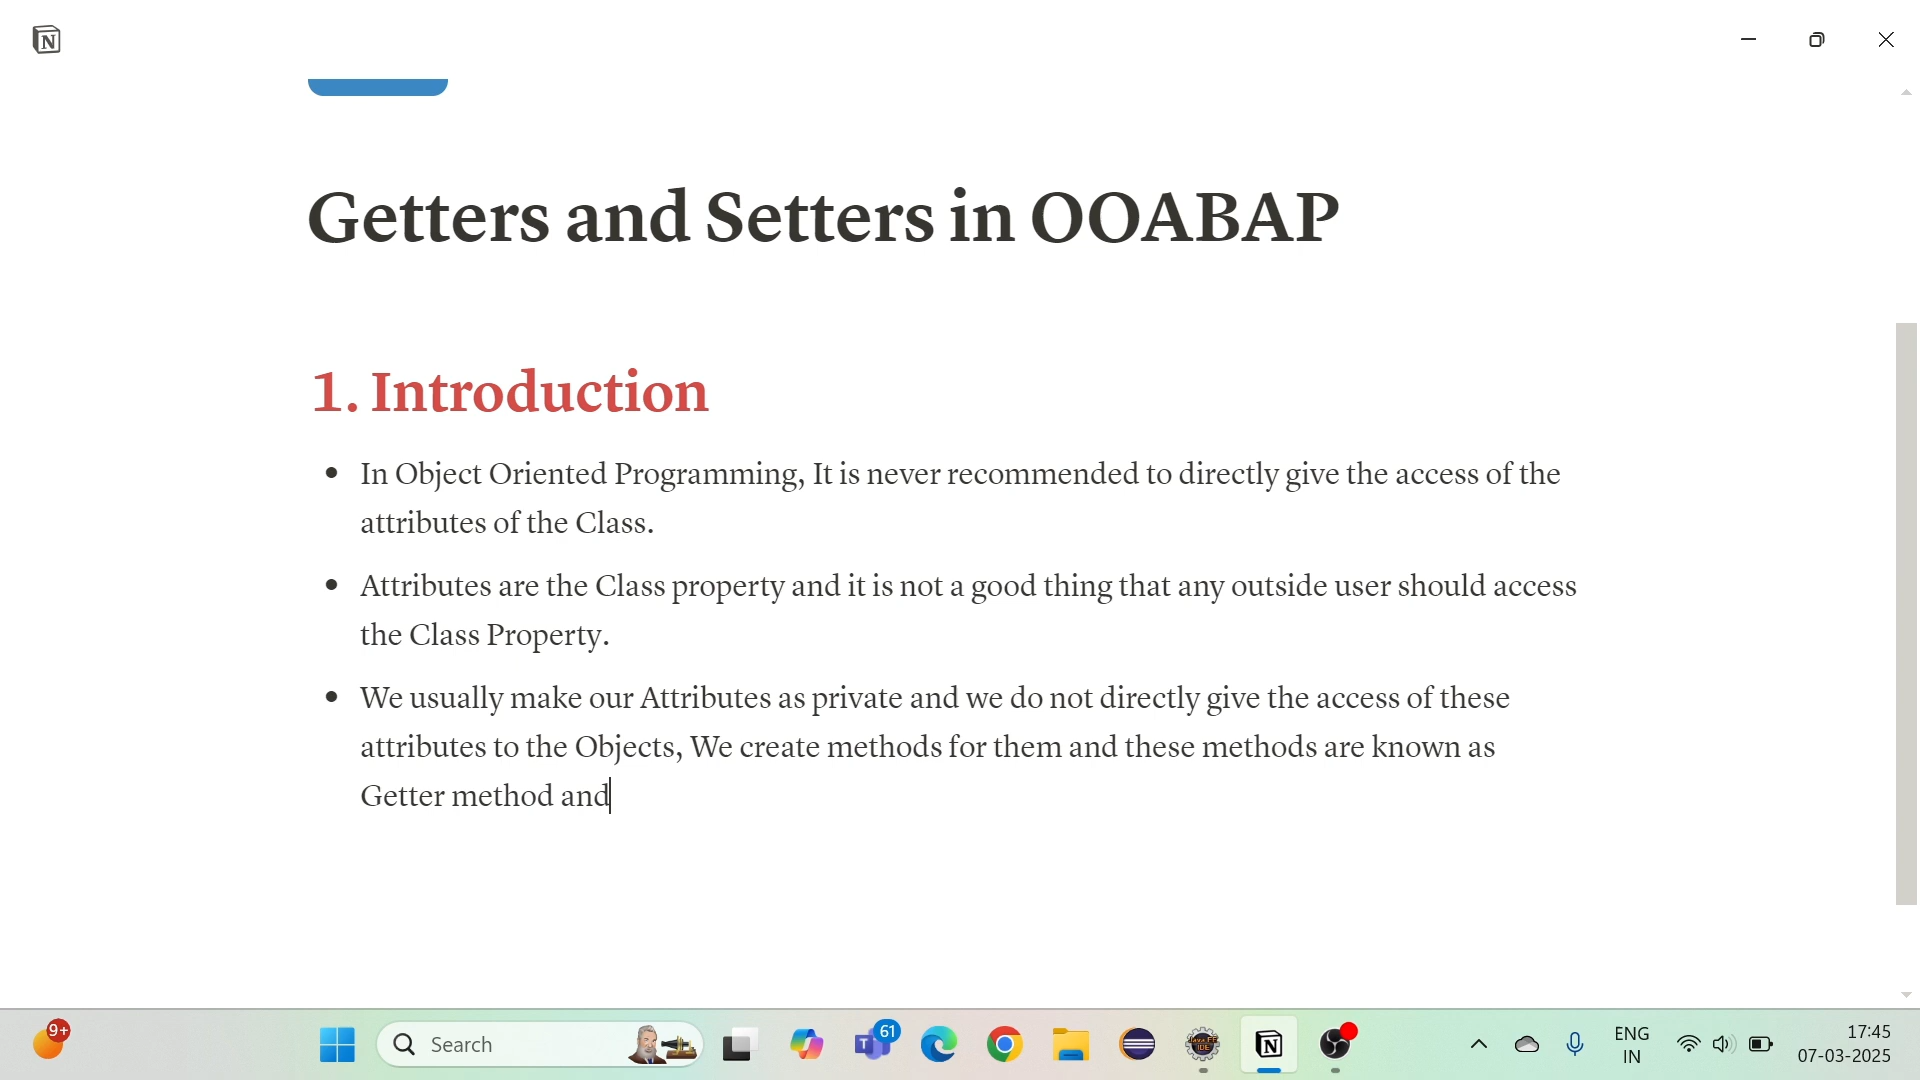 N
Getters and Setters in OOABAP
1. Introduction
In Object Oriented Programming, It is never recommended to directly give the access of the
attributes of the Class.
Attributes are the Class property and it is not a good thing that any outside user should access
the Class Property.
We usually make our Attributes as private and we do not directly give the access of these
attributes to the Objects, We create methods for them and these methods are known as
Getter method and
9+
Search
61
ENG
IN
17:45
07-03-2025